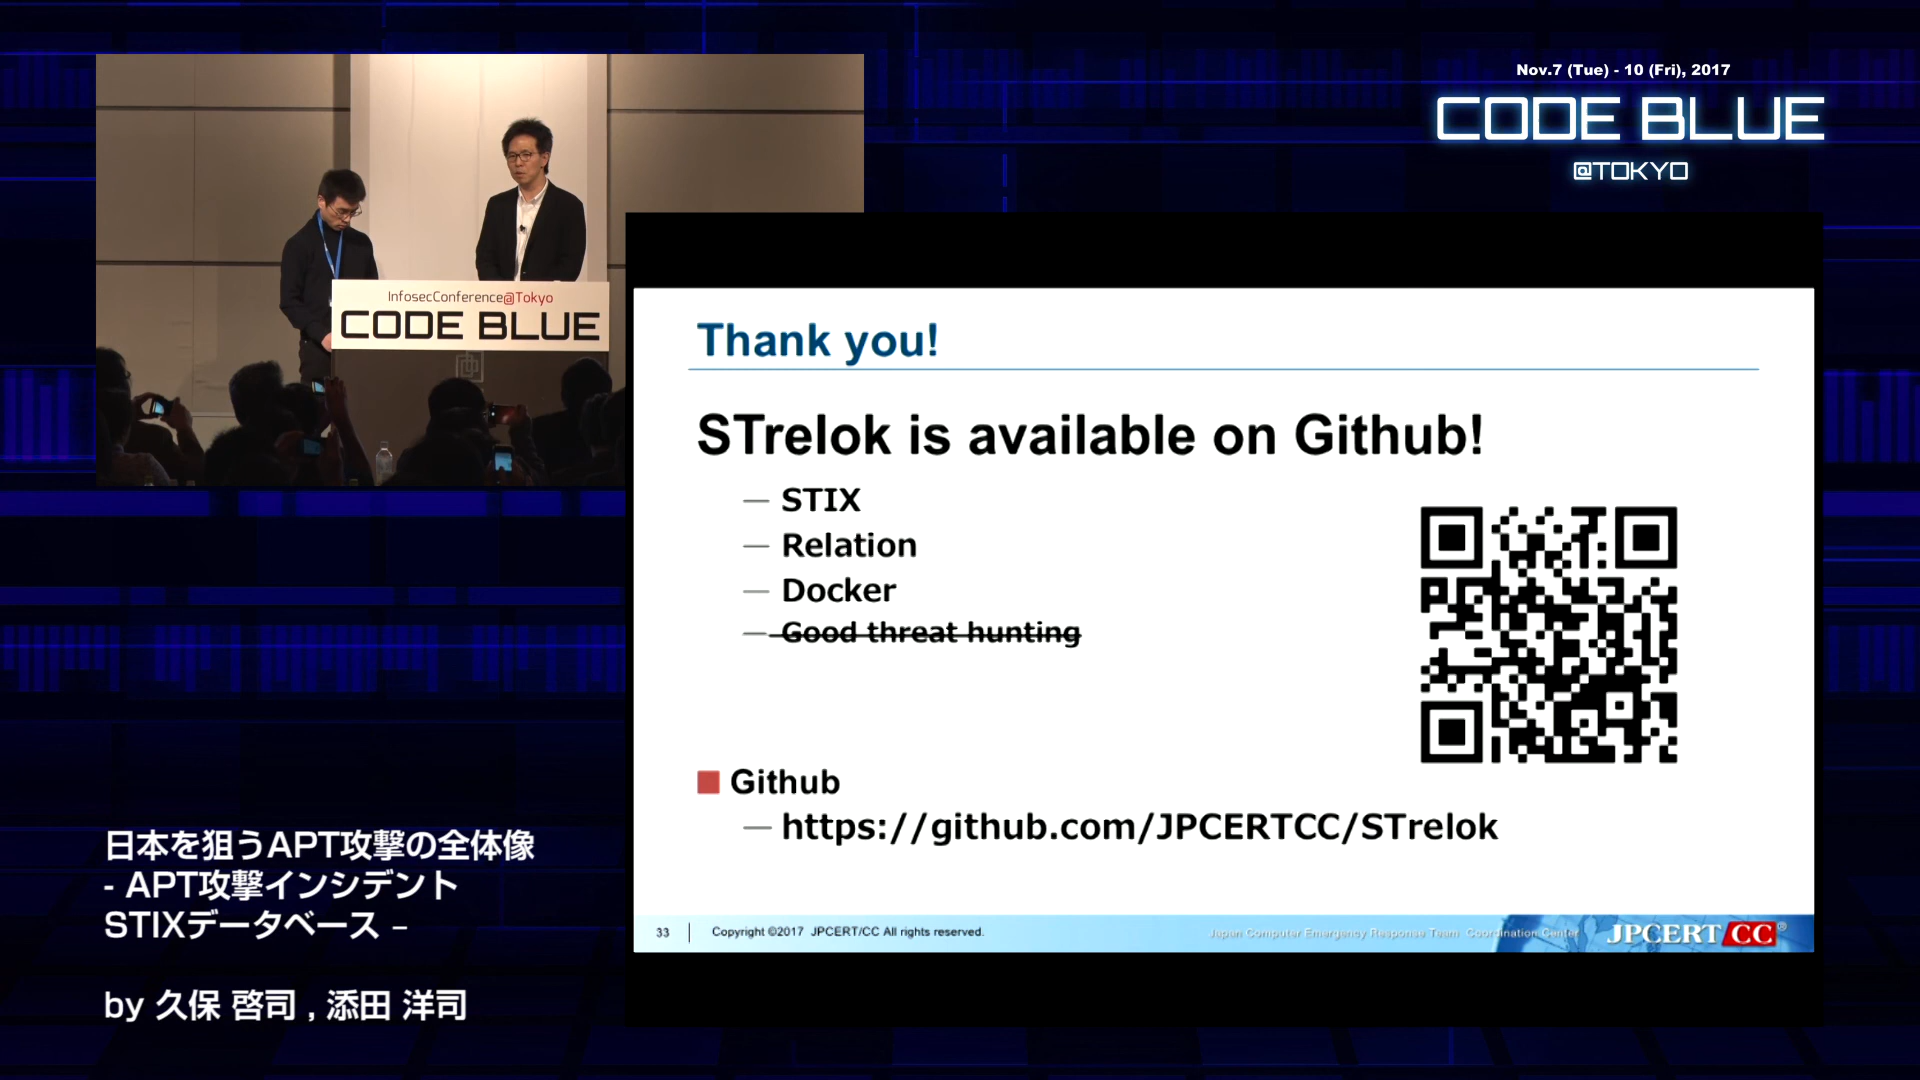 Nov.7 (Tue) - 10 (Fri), 2017
CODE BLUE
@TOKYO
InfosecConference@Tokyo
CODE BLUE
Thank you!
STrelok is available on Github!
— STIX
— Relation
— Docker
— Good threat hunting
Github
— https://github.com/JPCERTCC/STrelok
33
Copyright ©2017 JPCERT/CC All rights reserved.
Japan Computer Emergency Response Team Coordination Center
JPCERT/CC®
日本を狙うAPT攻撃の全体像
- APT攻撃インシデント
STIXデータベース –
by 久保 啓司 , 添田 洋司